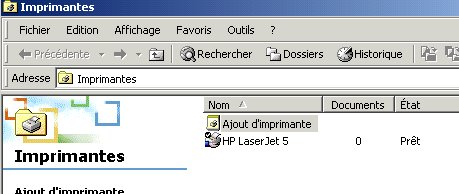 Imprimantes
Fichier Edition Affichage Favoris Outils ?
Précédente Rechercher Dossiers Historique
Adresse Imprimantes
Nom Documents État
Ajout d'imprimante
HP LaserJet 5 0 Prêt
Imprimantes
Ajout d'imprimante